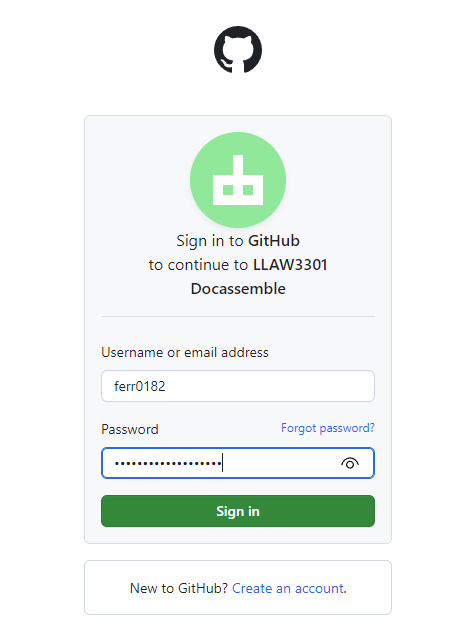 Sign in to GitHub
to continue to LLAW3301
Docassemble
Username or email address
ferr0182
Password Forgot password?
•••••••••••••••••••
Sign in
New to GitHub? Create an account.